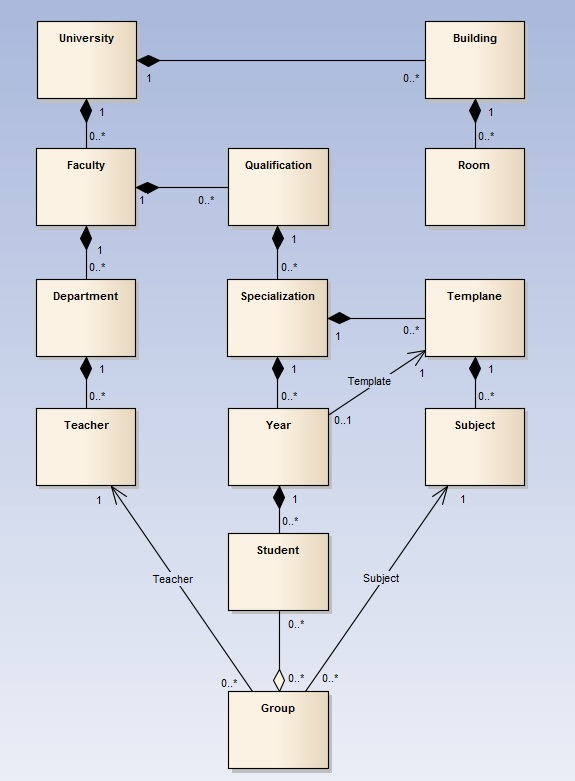 University
Building
1
0..*
1
0..*
1
0..*
Faculty
Qualification
Room
1
0..*
1
0..*
1
0..*
Department
Specialization
Templane
1
0..*
1
0..*
1
0..*
1
0..*
Template
1
0..1
Teacher
Year
Subject
1
1
1
0..*
Student
Teacher
Subject
0..*
0..*
0..*
0..*
Group